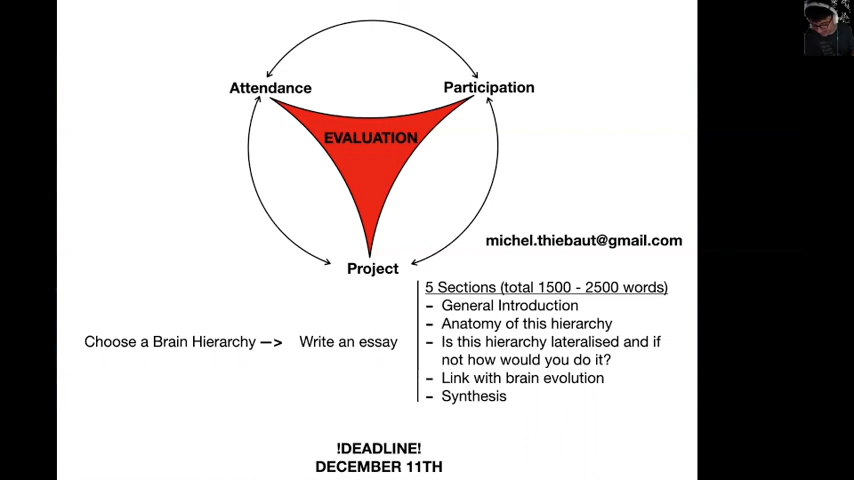 Attendance
Participation
EVALUATION
michel.thiebaut@gmail.com
Project
5 Sections (total 1500 - 2500 words)
- General Introduction
- Anatomy of this hierarchy
Choose a Brain Hierarchy —> Write an essay
- Is this hierarchy lateralised and if
not how would you do it?
- Link with brain evolution
- Synthesis
!DEADLINE!
DECEMBER 11TH